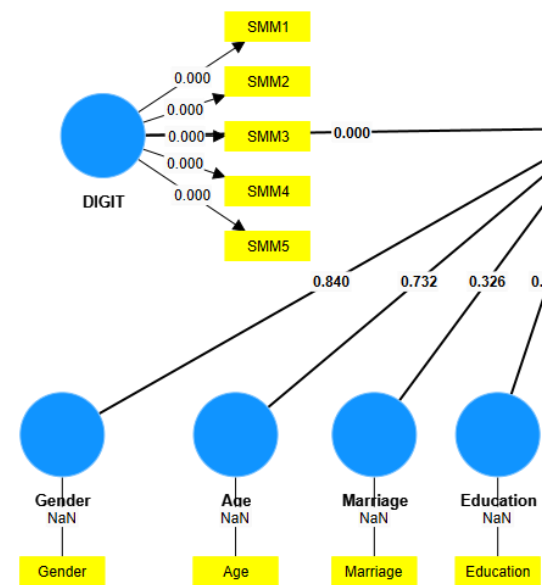 SMM1
0.000
SMM2
0.000
0.000
SMM3
0.000
0.000
SMM4
DIGIT
0.000
SMM5
0.840
0.732
0.326
0.
Gender
Age
Marriage
Education
NaN
NaN
NaN
NaN
Gender
Age
Marriage
Education